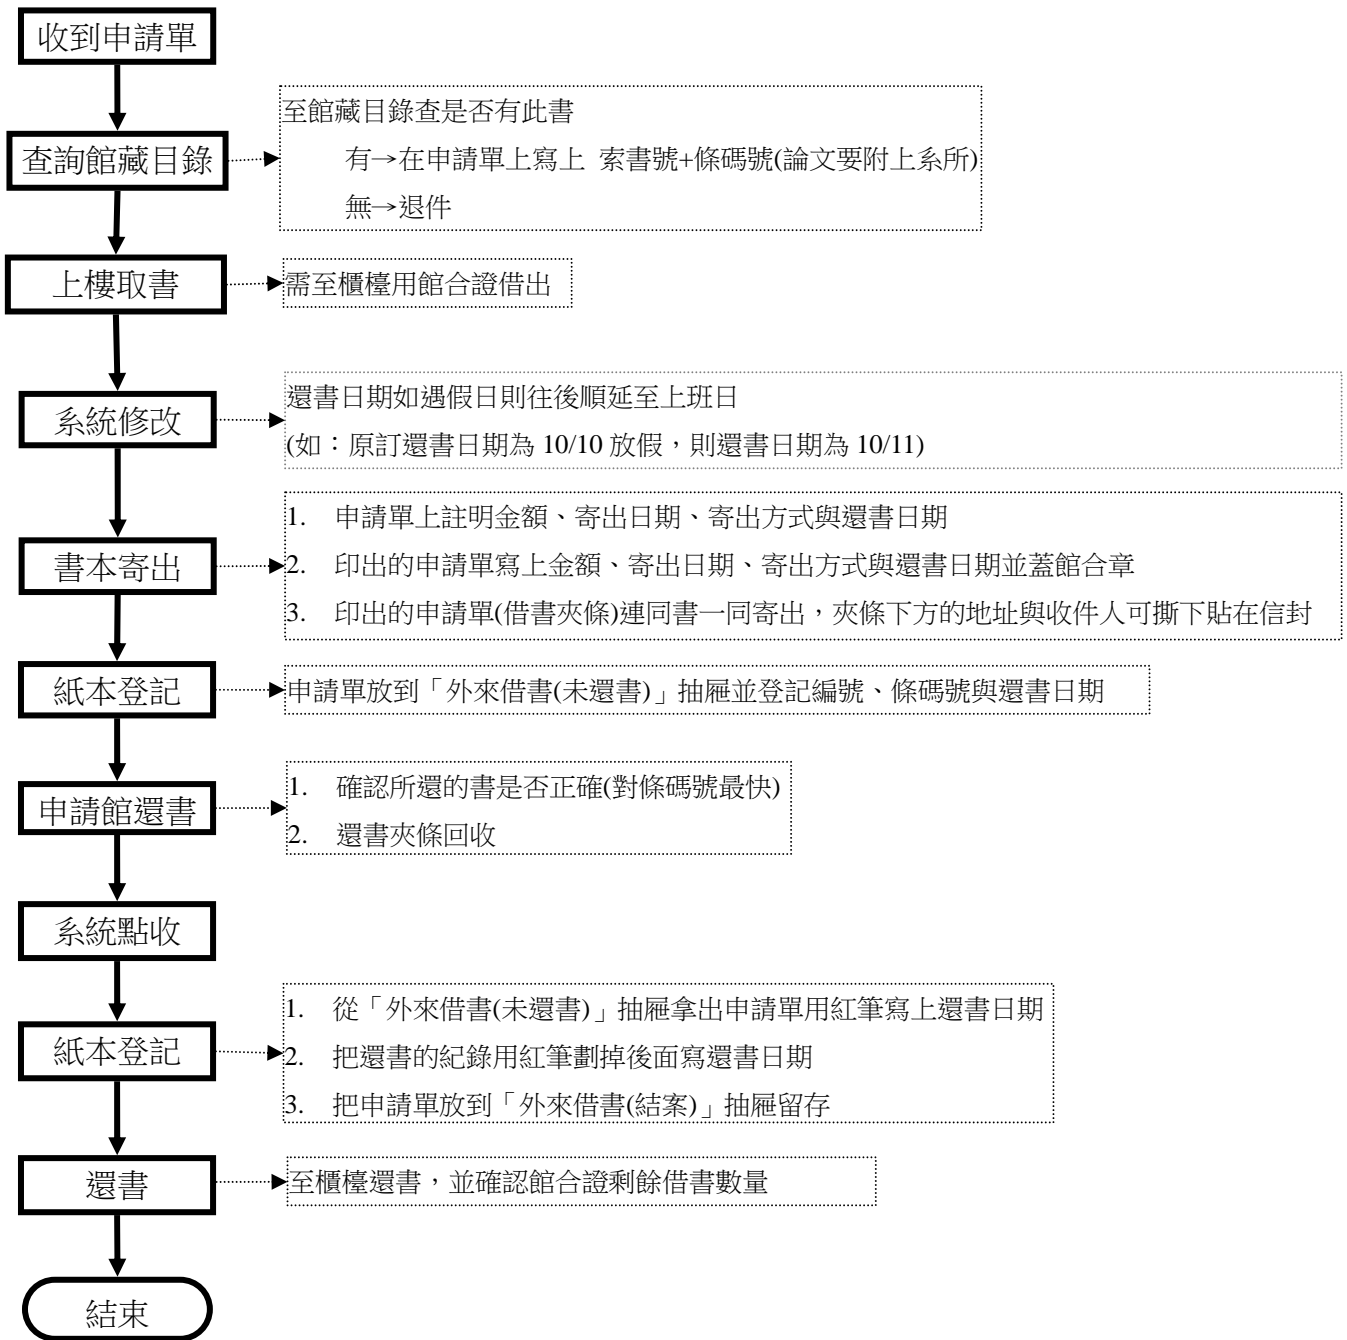 收到申請單
至館藏目錄查是否有此書
查詢館藏目錄
有→在申請單上寫上 索書號+條碼號(論文要附上系所)
無→退件
上樓取書
需至櫃檯用館合證借出
還書日期如遇假日則往後順延至上班日
系統修改
(如：原訂還書日期為 10/10 放假，則還書日期為 10/11)
1. 申請單上註明金額、寄出日期、寄出方式與還書日期
書本寄出
2. 印出的申請單寫上金額、寄出日期、寄出方式與還書日期並蓋館合章
3. 印出的申請單(借書夾條)連同書一同寄出，夾條下方的地址與收件人可撕下貼在信封
紙本登記
申請單放到「外來借書(未還書)」抽屜並登記編號、條碼號與還書日期
1. 確認所還的書是否正確(對條碼號最快)
申請館還書
2. 還書夾條回收
系統點收
1. 從「外來借書(未還書)」抽屜拿出申請單用紅筆寫上還書日期
紙本登記
2. 把還書的紀錄用紅筆劃掉後面寫還書日期
3. 把申請單放到「外來借書(結案)」抽屜留存
還書
至櫃檯還書，並確認館合證剩餘借書數量
結束